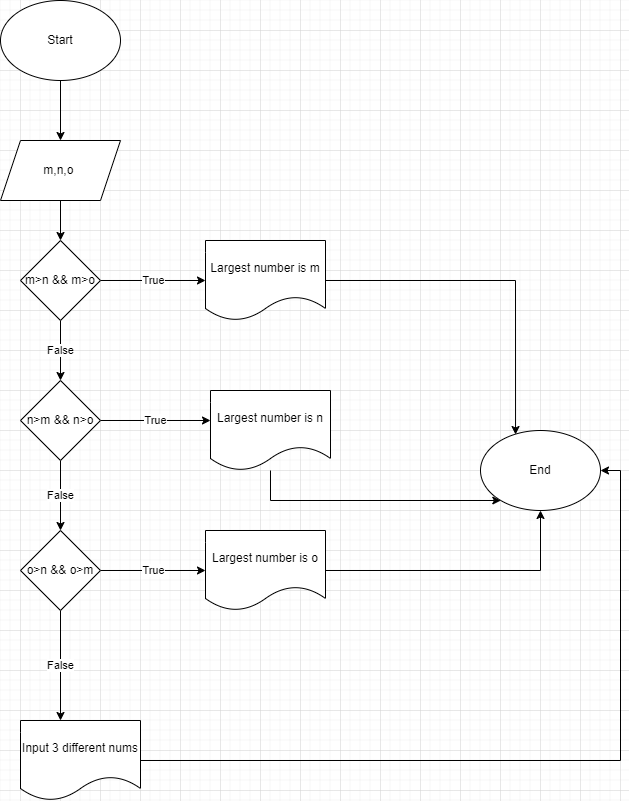 Start
m,n,o
m>n && m>o
True
Largest number is m
False
n>m && n>o
True
Largest number is n
End
False
o>n && o>m
True
Largest number is o
False
Input 3 different nums